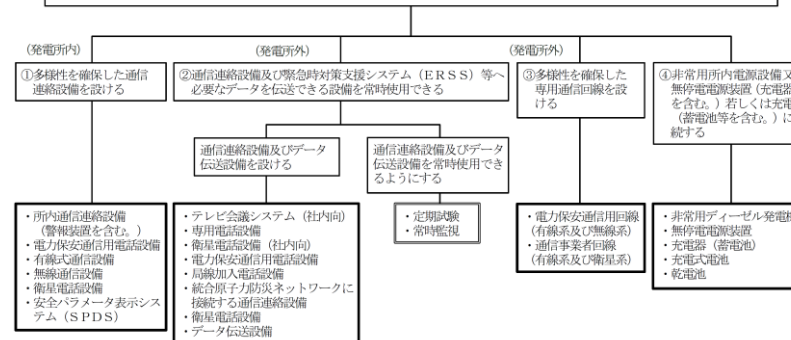 (発電所内)
(発電所外)
(発電所外)
①多様性を確保した通信
連絡設備を設ける
②通信連絡設備及び緊急時対策支援システム（ＥＲＳＳ）等へ
必要なデータを伝送できる設備を常時使用できる
③多様性を確保した
専用通信回線を設
ける
④非常用所内電源設備又
無停電電源装置（充電器
を含む。）若しくは充電
（蓄電池等を含む。）に
続する
通信連絡設備及びデータ
伝送設備を設ける
通信連絡設備及びデータ
伝送設備を常時使用でき
るようにする
・所内通信連絡設備
（警報装置を含む。）
・電力保安通信用電話設備
・有線式通信設備
・無線通信設備
・衛星電話設備
・安全パラメータ表示シス
テム（ＳＰＤＳ）
・テレビ会議システム（社内向）
・専用電話設備
・衛星電話設備（社内向）
・電力保安通信用電話設備
・局線加入電話設備
・統合原子力防災ネットワークに
接続する通信連絡設備
・衛星電話設備
・データ伝送設備
・定期試験
・常時監視
・電力保安通信用回線
（有線系及び無線系）
・通信事業者回線
（有線系及び衛星系）
・非常用ディーゼル発電機
・無停電電源装置
・充電器（蓄電池）
・充電式電池
・乾電池